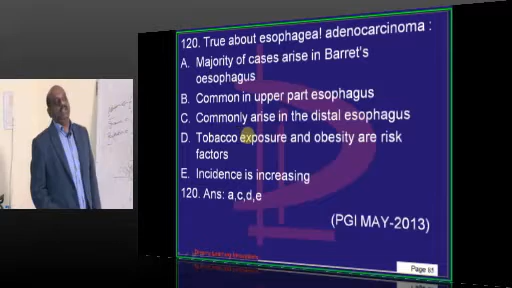 120. True about esophageal adenocarcinoma :
A. Majority of cases arise in Barret's
oesophagus
B. Common in upper part esophagus
C. Commonly arise in the distal esophagus
D. Tobacco exposure and obesity are risk
factors
E. Incidence is increasing
120. Ans: a,c,d,e
(PGI MAY-2013)